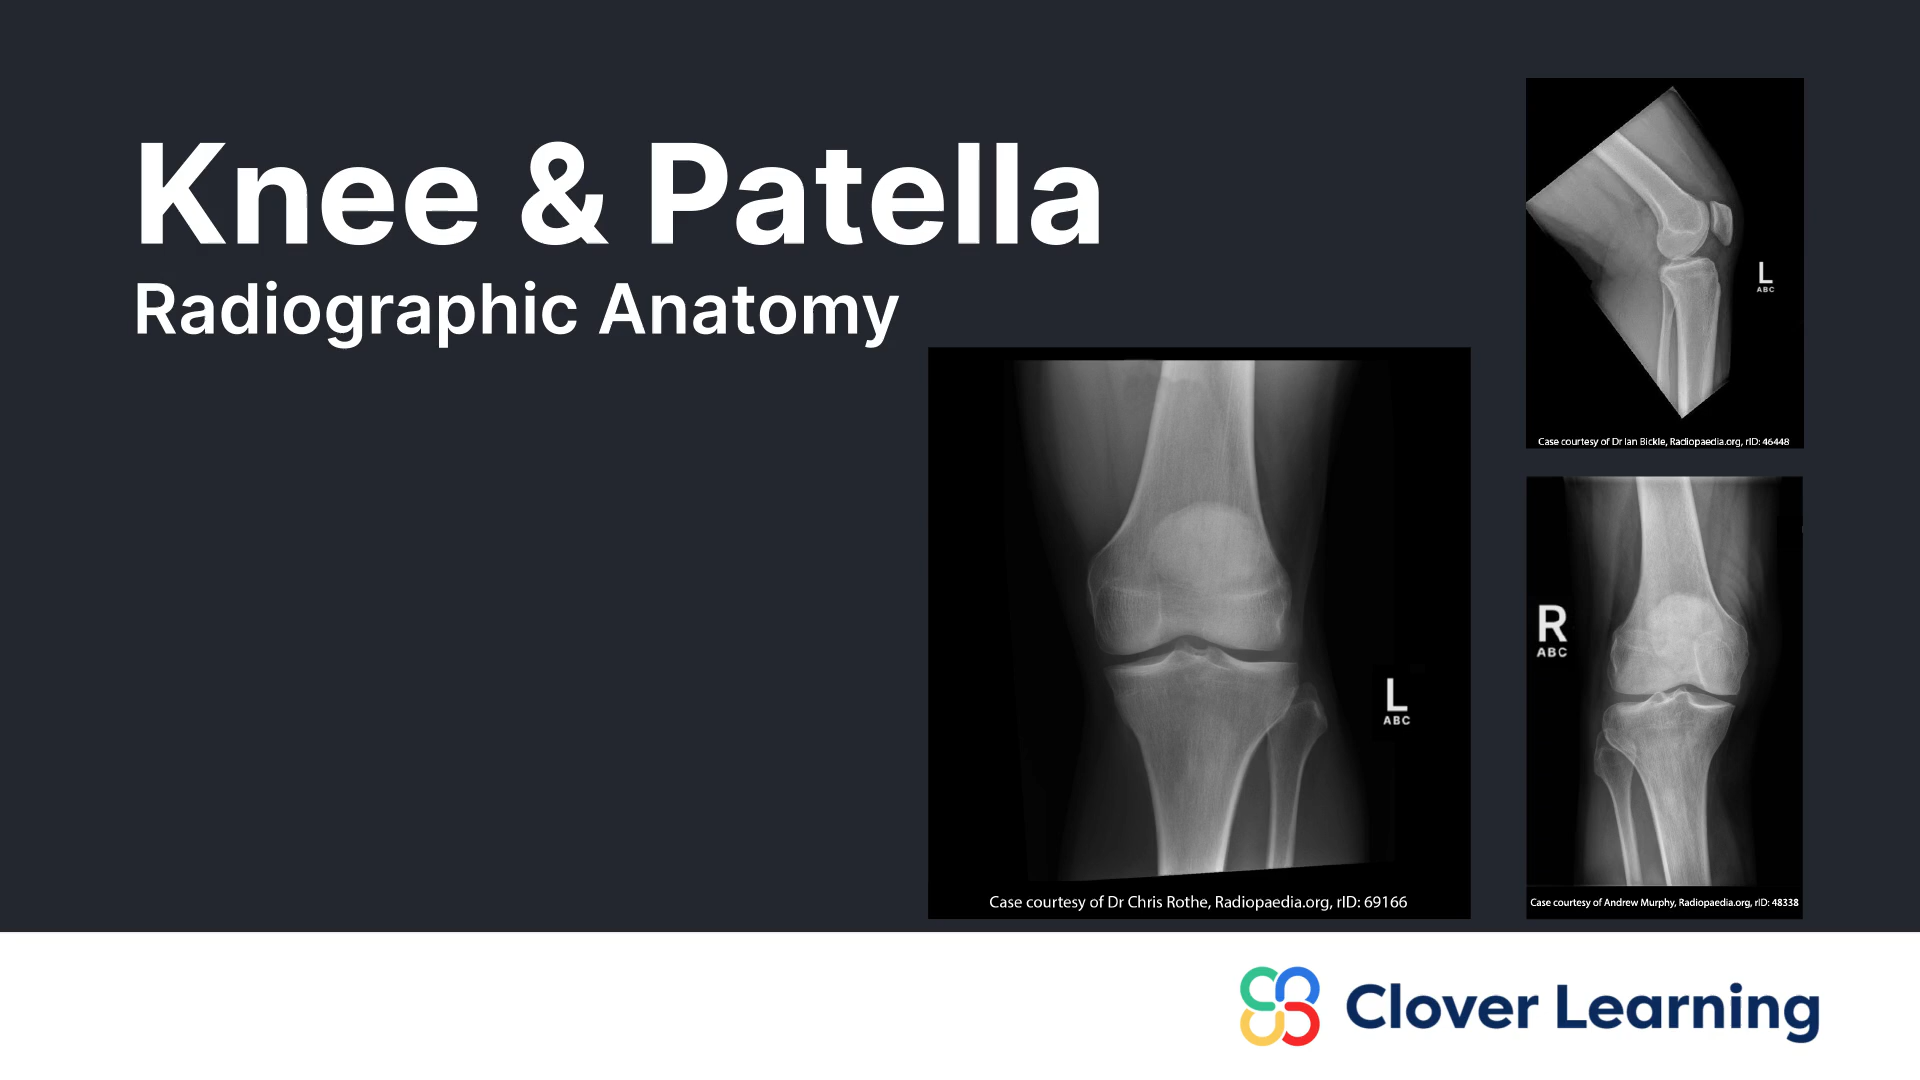 Knee & Patella
Radiographic Anatomy
L
ABC
Case courtesy of Dr Ian Bickle, Radiopaedia.org, rID: 46448
L
ABC
Case courtesy of Dr Chris Rothe, Radiopaedia.org, rID: 69166
R
ABC
Case courtesy of Andrew Murphy, Radiopaedia.org, rID: 48338
Clover Learning